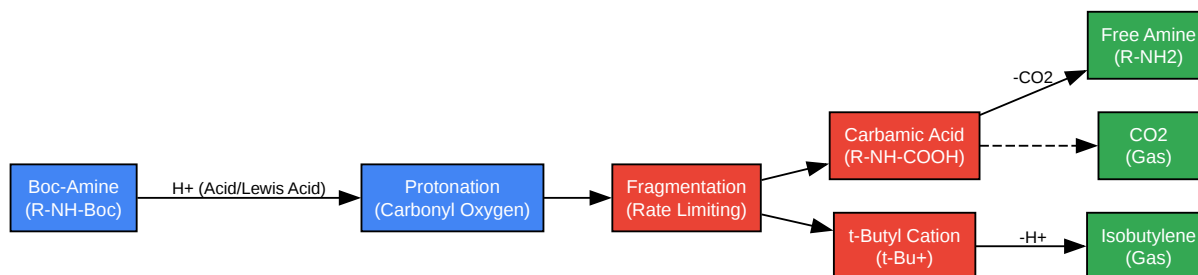 Boc-Amine
(R-NH-Boc)
H+ (Acid/Lewis Acid)
Protonation
(Carbonyl Oxygen)
Fragmentation
(Rate Limiting)
Carbamic Acid
(R-NH-COOH)
-CO2
Free Amine
(R-NH2)
CO2
(Gas)
t-Butyl Cation
(t-Bu+)
-H+
Isobutylene
(Gas)